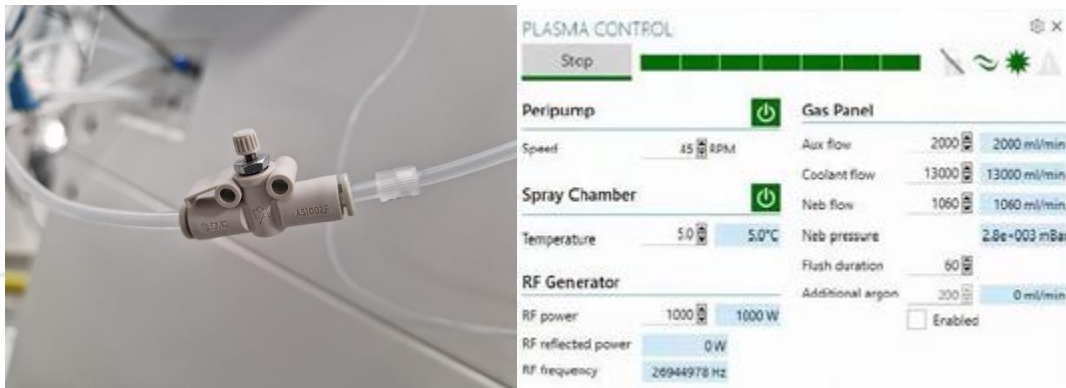 SMC
AS1002F
PLASMA CONTROL
Stop
Peripump
Speed 45 RPM
Spray Chamber
Temperature 5.0 5.0°C
RF Generator
RF power 1000 1000 W
RF reflected power 0 W
RF frequency 26944978 Hz
Gas Panel
Aux flow 2000 2000 ml/min
Coolant flow 13000 13000 ml/min
Neb flow 1060 1060 ml/min
Neb pressure 2.8e+003 mBar
Flush duration 60
Additional argon 200 0 ml/min
Enabled